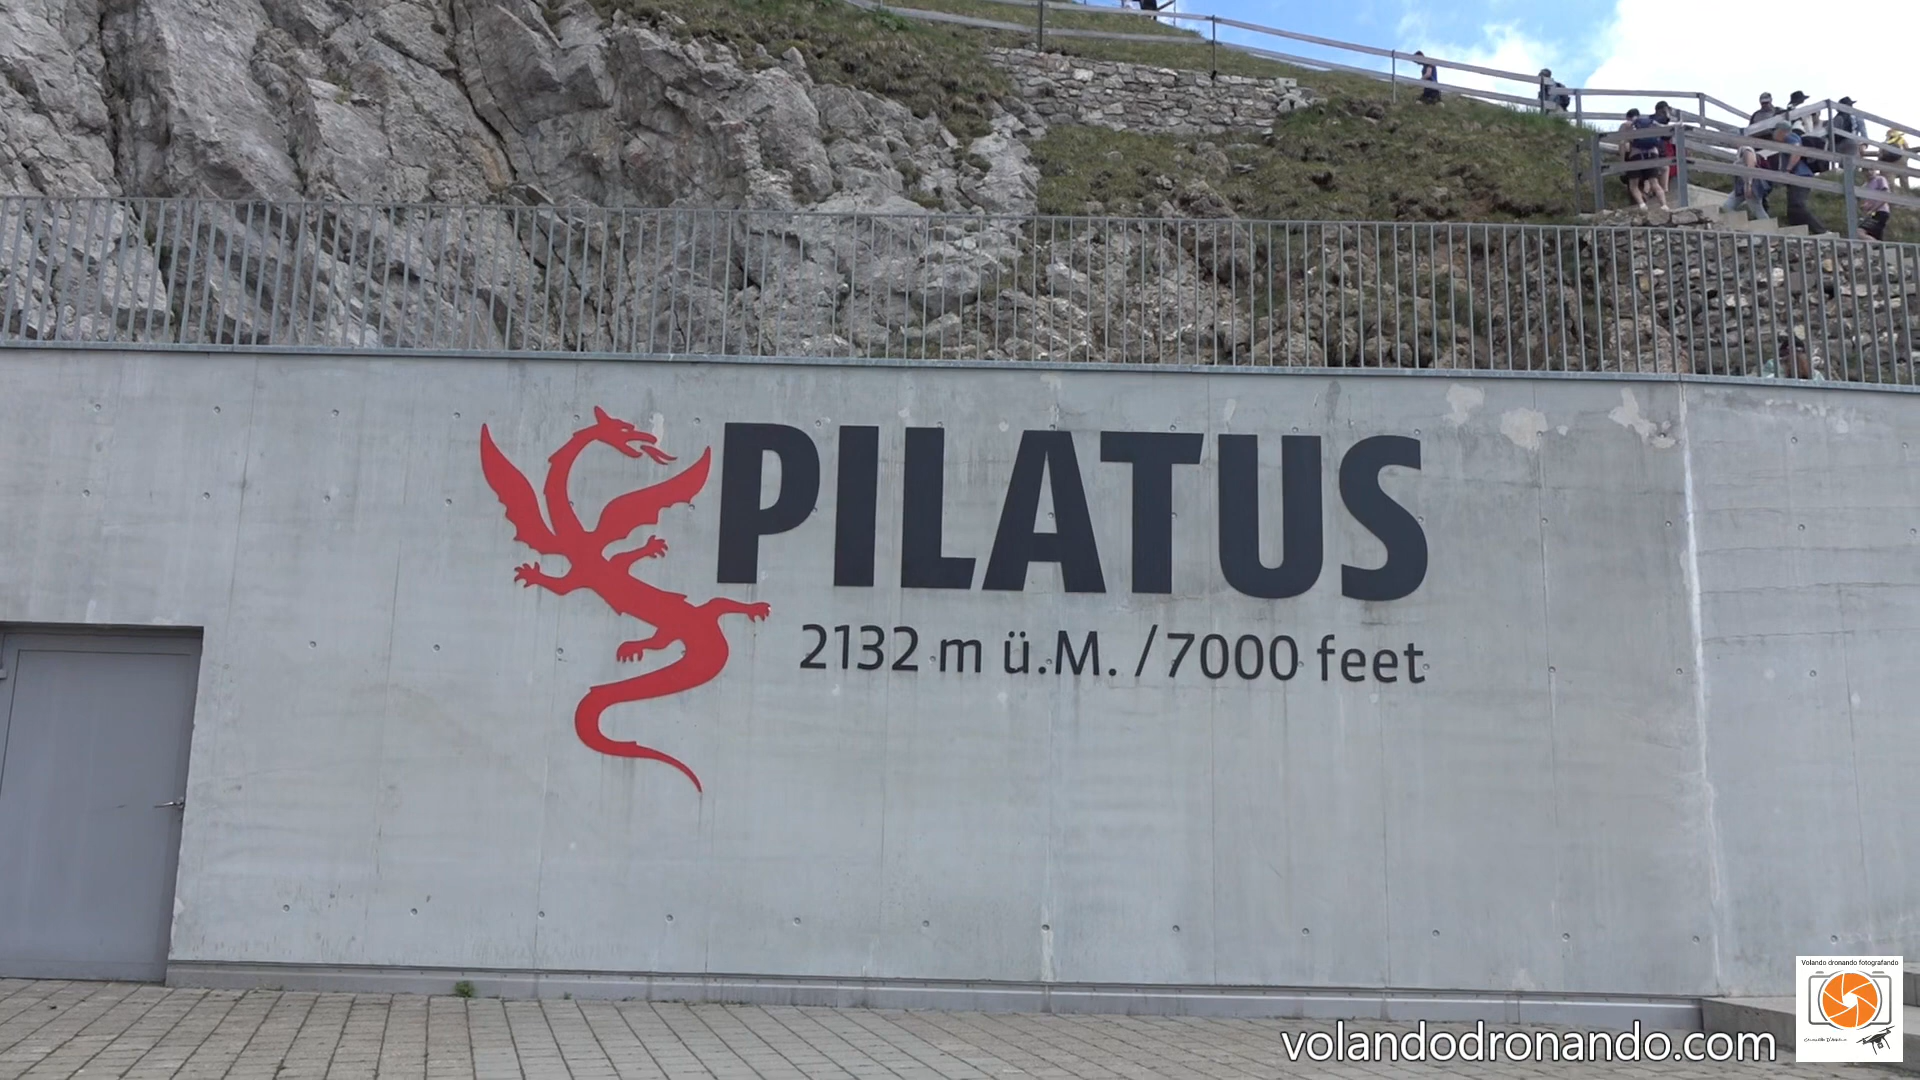 PILATUS
2132 m ü.M. / 7000 feet
Volando dronando fotografando
volandodronando.com